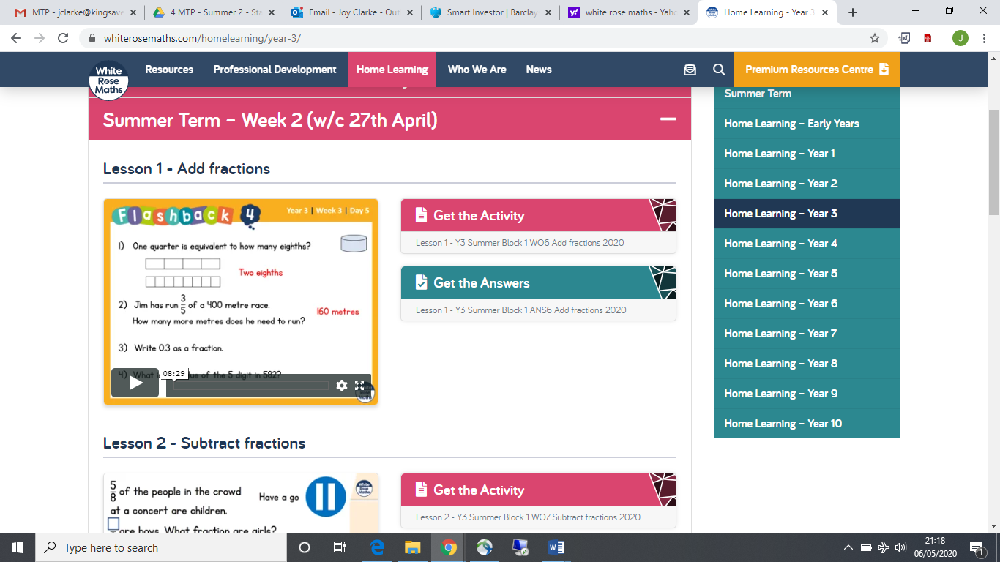 MTP - jclarke@kingsave
4 MTP - Summer 2 - Sta
Email - Joy Clarke - Out
Smart Investor | Barclay
white rose maths - Yaho
Home Learning - Year 3
whiterosemaths.com/homelearning/year-3/
J
White
Rose
Maths
Resources
Professional Development
Home Learning
Who We Are
News
Premium Resources Centre
Summer Term – Week 2 (w/c 27th April)
Lesson 1 - Add fractions
Flashback 4
Year 3 | Week 3 | Day 5
1) One quarter is equivalent to how many eighths?
Two eighths
2) Jim has run 3/5 of a 400 metre race.
How many more metres does he need to run?
160 metres
3) Write 0.3 as a fraction.
4) What of the 5 digit in 582?
08:29
Get the Activity
Lesson 1 - Y3 Summer Block 1 WO6 Add fractions 2020
Get the Answers
Lesson 1 - Y3 Summer Block 1 ANS6 Add fractions 2020
Lesson 2 - Subtract fractions
5/8 of the people in the crowd
at a concert are children.
are boys. What fraction are girls?
Have a go
White
Rose
Maths
Get the Activity
Lesson 2 - Y3 Summer Block 1 WO7 Subtract fractions 2020
Summer Term
Home Learning – Early Years
Home Learning – Year 1
Home Learning – Year 2
Home Learning – Year 3
Home Learning – Year 4
Home Learning – Year 5
Home Learning – Year 6
Home Learning – Year 7
Home Learning – Year 8
Home Learning – Year 9
Home Learning – Year 10
Type here to search
21:18
06/05/2020
1